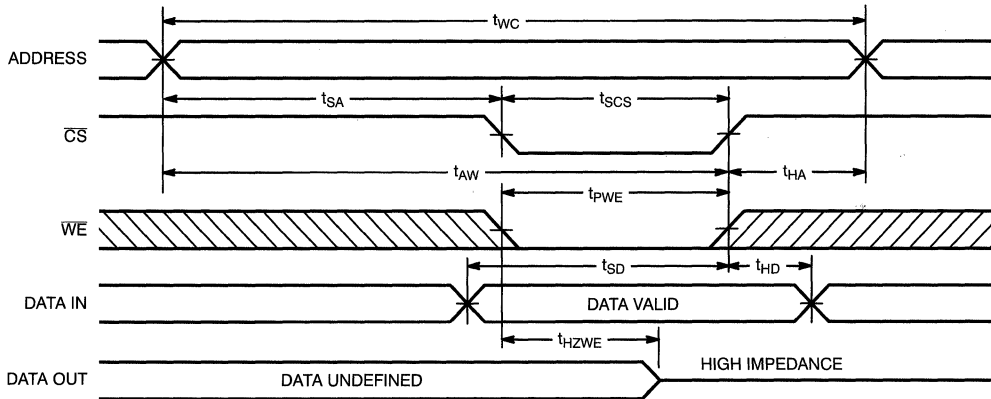 tWC
ADDRESS
tSA
tSCS
CS
tAW
tHA
tPWE
WE
tSD
tHD
DATA IN
DATA VALID
tHZWE
HIGH IMPEDANCE
DATA OUT
DATA UNDEFINED